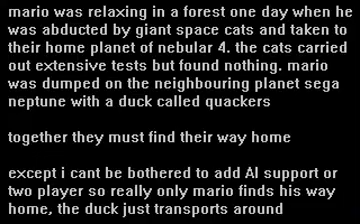 mario was relaxing in a forest one day when he
was abducted by giant space cats and taken to
their home planet of nebular 4. the cats carried
out extensive tests but found nothing. mario
was dumped on the neighbouring planet sega
neptune with a duck called quackers

together they must find their way home

except i cant be bothered to add AI support or
two player so really only mario finds his way
home, the duck just transports around